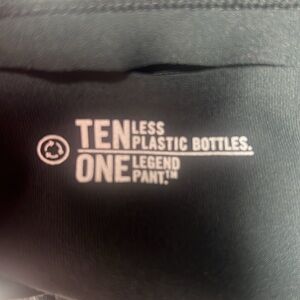 TEN LESS
PLASTIC BOTTLES.
ONE LEGEND
PANT.™